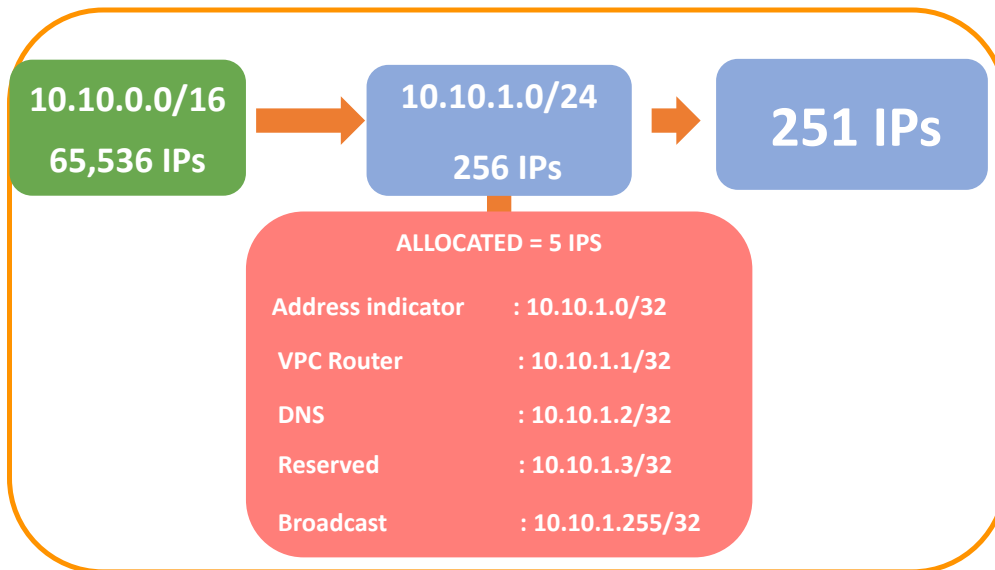 10.10.0.0/16
65,536 IPs
10.10.1.0/24
256 IPs
251 IPs
ALLOCATED = 5 IPS
Address indicator : 10.10.1.0/32
VPC Router : 10.10.1.1/32
DNS : 10.10.1.2/32
Reserved : 10.10.1.3/32
Broadcast : 10.10.1.255/32